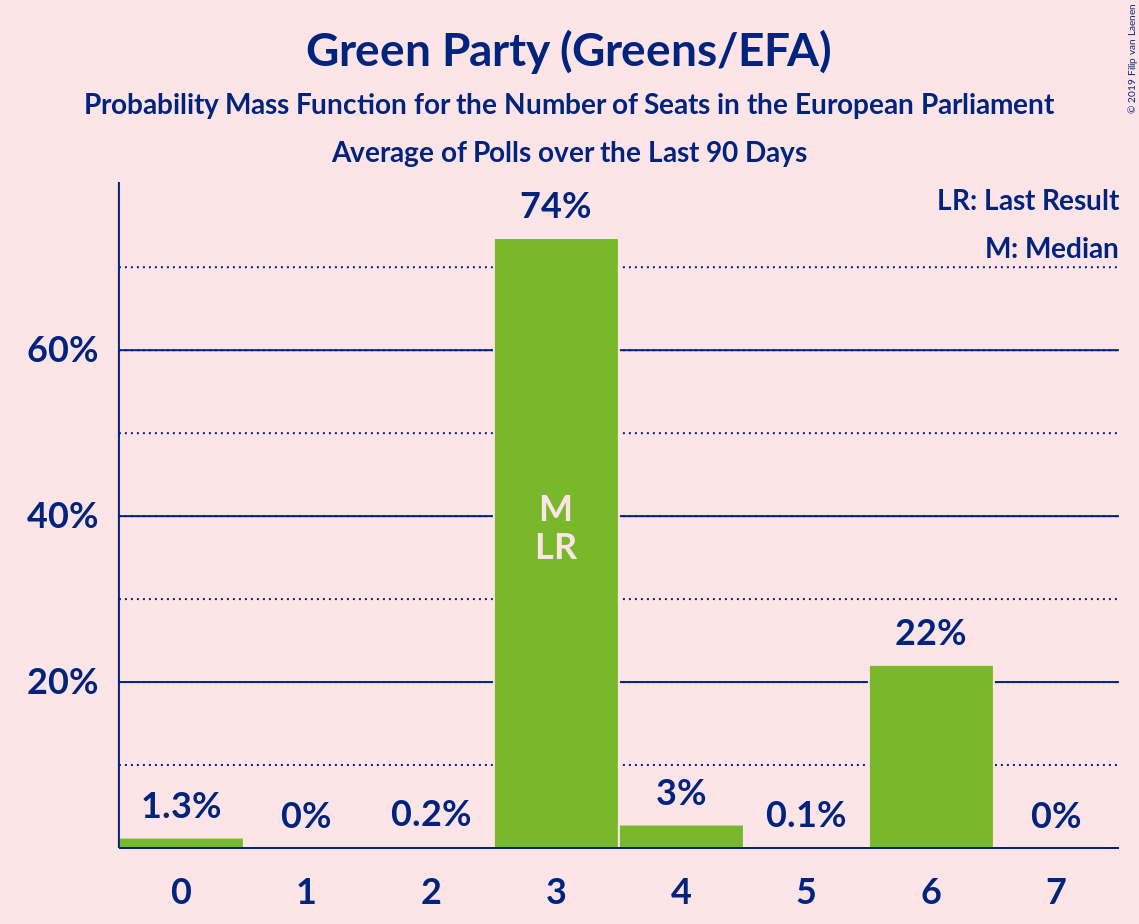 Green Party (Greens/EFA)
Probability Mass Function for the Number of Seats in the European Parliament
Average of Polls over the Last 90 Days
© 2019 Filip van Laenen
LR: Last Result
M: Median
74%
60%
40%
20%
M
LR
22%
1.3%
0%
0.2%
3%
0.1%
0%
0 1 2 3 4 5 6 7